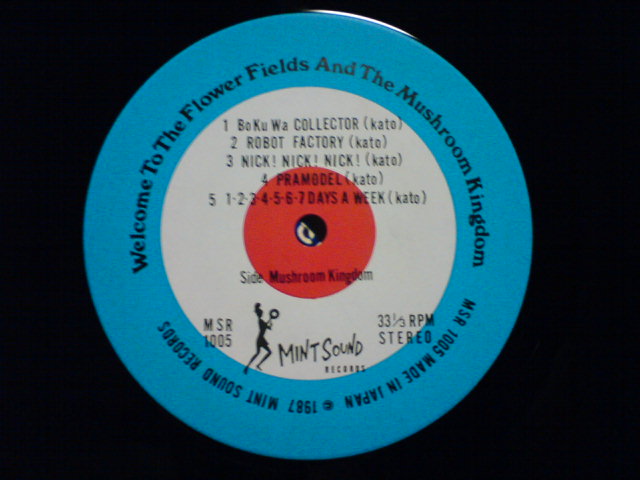 Welcome To The Flower Fields And The Mushroom Kingdom
1 BoKu Wa COLLECTOR (kato)
2 ROBOT FACTORY (kato)
3 NICK! NICK! NICK! (kato)
4 PRAMODEL (kato)
5 1-2-3-4-5-6-7 DAYS A WEEK (kato)
Side Mushroom Kingdom
MSR
1005
MINT SOUND
RECORDS
33 1/3 RPM
STEREO
MSR 1005 MADE IN JAPAN © 1987 MINT SOUND RECORDS